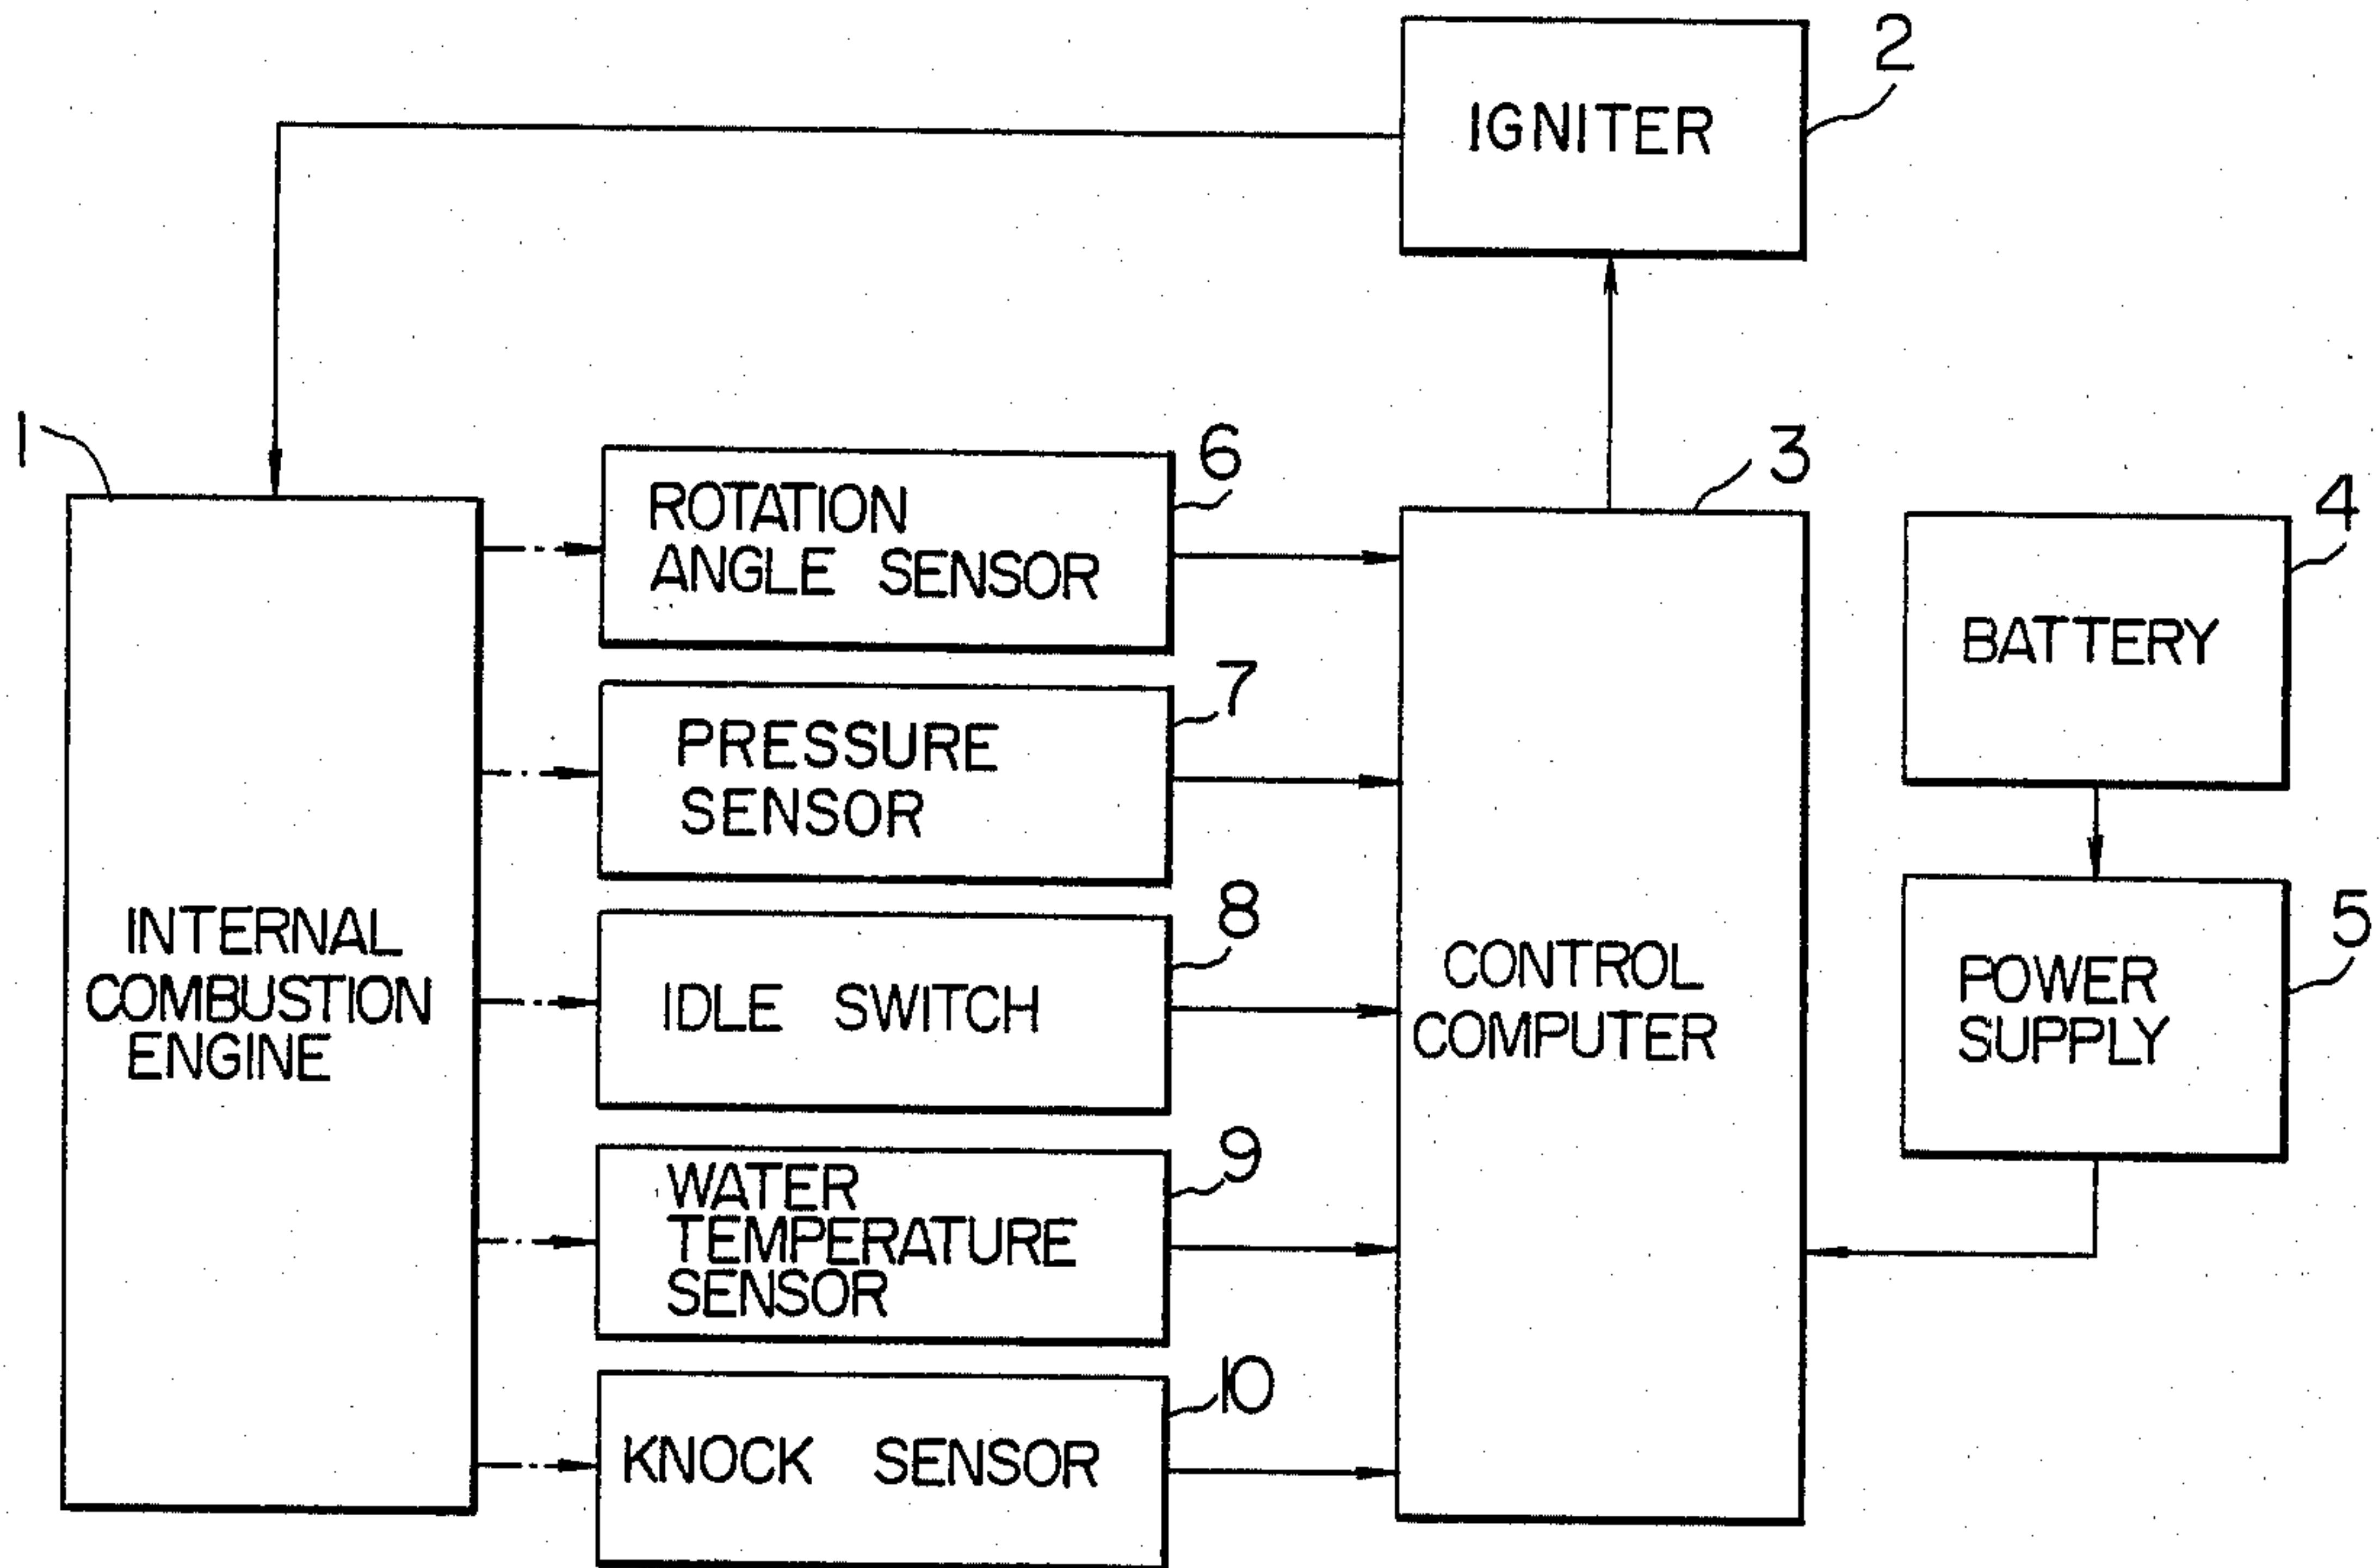 IGNITER
2
1
ROTATION
ANGLE SENSOR
6
3
BATTERY
4
PRESSURE
SENSOR
7
INTERNAL
COMBUSTION
ENGINE
IDLE SWITCH
8
CONTROL
COMPUTER
POWER
SUPPLY
5
WATER
TEMPERATURE
SENSOR
9
KNOCK SENSOR
10